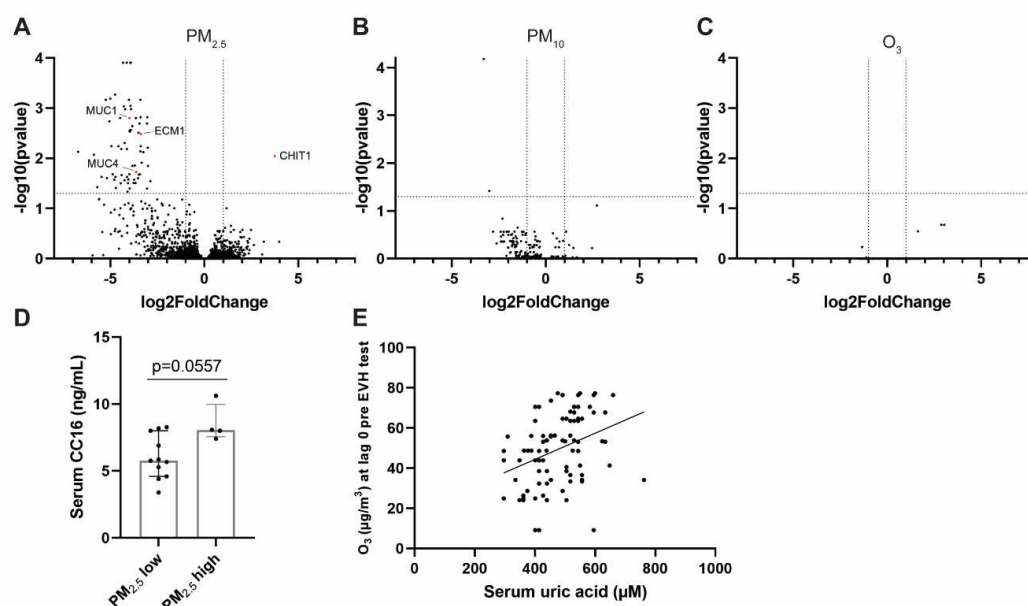 A
PM2.5
-log10(pvalue)
4
3
2
1
0
MUC1
ECM1
MUC4
CHIT1
-5
0
5
log2FoldChange
B
PM10
-log10(pvalue)
4
3
2
1
0
-5
0
5
log2FoldChange
C
O3
-log10(pvalue)
4
3
2
1
0
-5
0
5
log2FoldChange
D
Serum CC16 (ng/mL)
15
10
5
0
p=0.0557
PM2.5 low
PM2.5 high
E
O3 (µg/m³) at lag 0 pre EVH test
100
80
60
40
20
0
0
200
400
600
800
1000
Serum uric acid (µM)